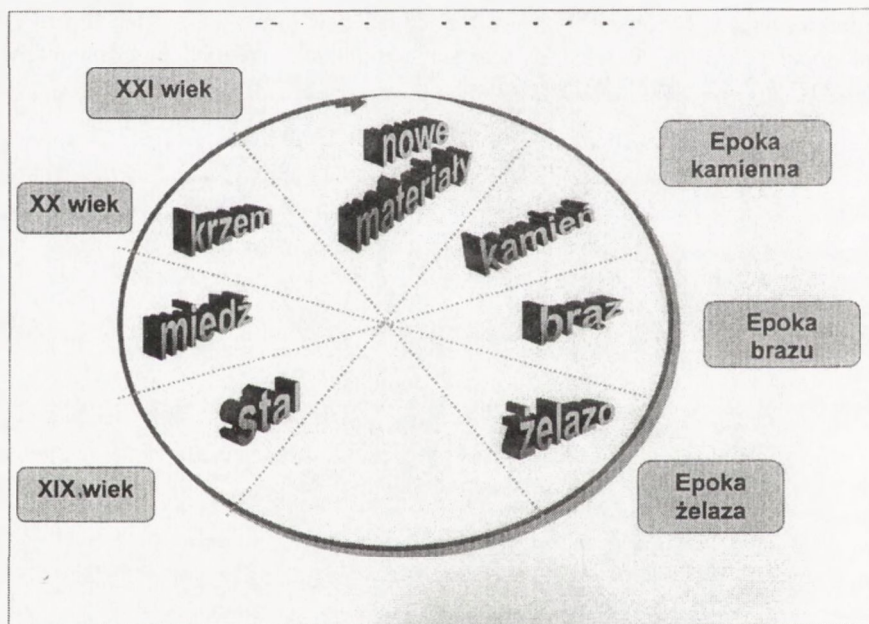 XXI wiek
nowe
materiały
Epoka
kamienna
XX wiek
krzem
kamień
miedź
brąz
Epoka
brazu
stal
żelazo
XIX wiek
Epoka
żelaza